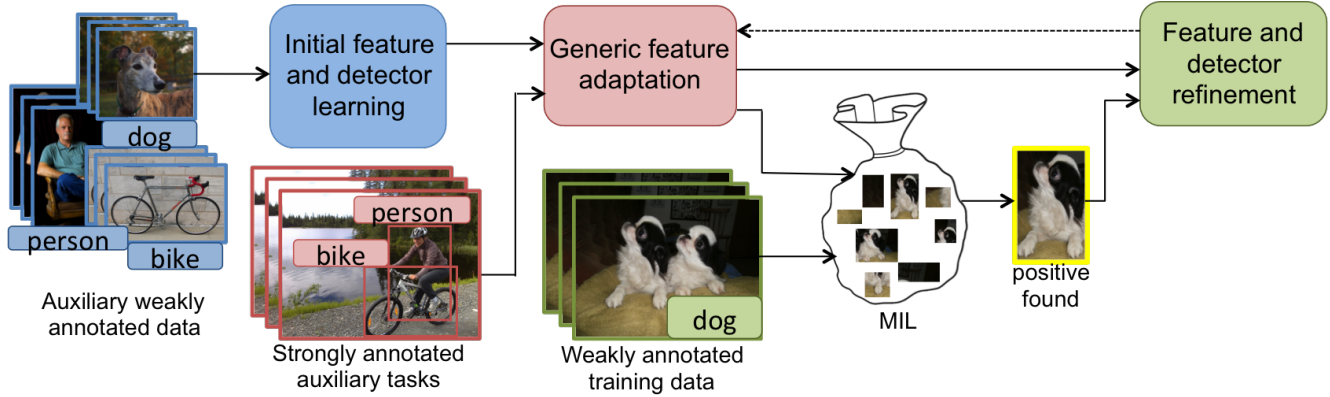 Initial feature
and detector
learning
Generic feature
adaptation
Feature and
detector
refinement
dog
person
bike
Auxiliary weakly
annotated data
person
bike
Strongly annotated
auxiliary tasks
dog
Weakly annotated
training data
MIL
positive
found